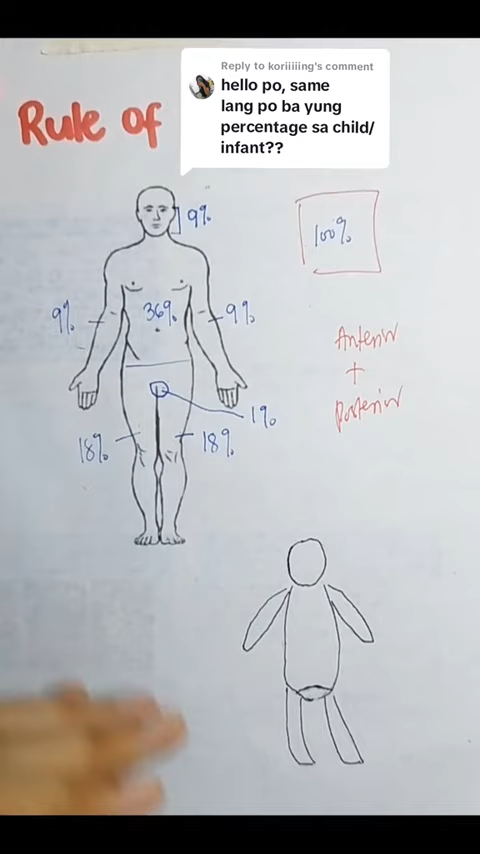 Reply to koriiiiing's comment
hello po, same
lang po ba yung
percentage sa child/
infant??
Rule of
9%
100%
9%
36%
9%
Anterior
+
Posterior
1%
18%
18%